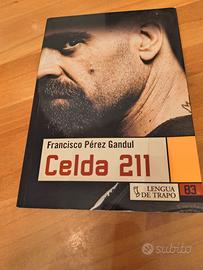 Francisco Pérez Gandul
Celda 211
LENGUA
DE TRAPO
83
subito